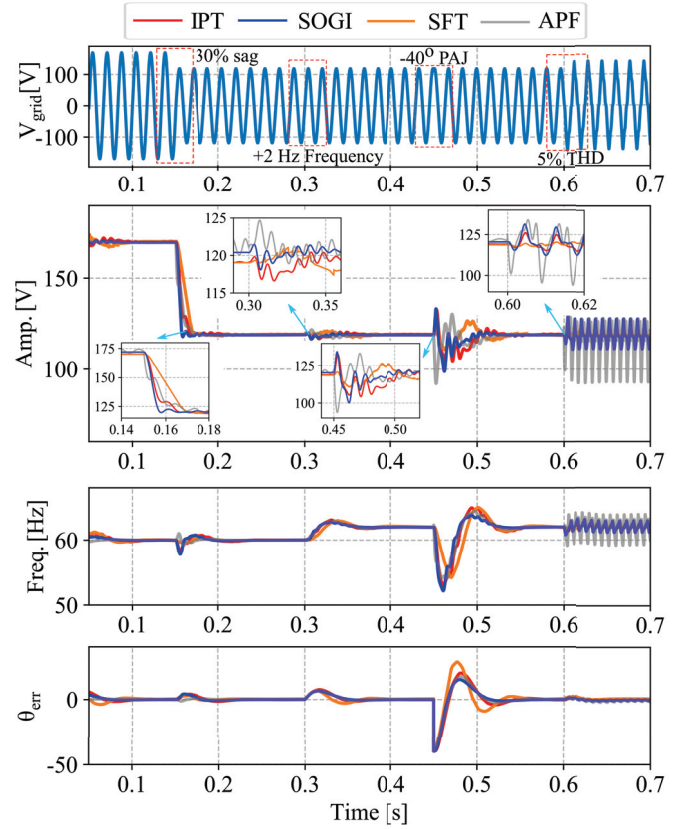 IPT SOGI SFT APF
30% sag -40° PAJ
100
0
-100
V_grid [V]
+2 Hz Frequency 5% THD
0.1 0.2 0.3 0.4 0.5 0.6 0.7
125
120
115
0.30 0.35
120
100
0.60 0.62
150
100
Amp. [V]
175
150
125
0.14 0.16 0.18
120
100
0.45 0.50
0.1 0.2 0.3 0.4 0.5 0.6 0.7
60
50
Freq. [Hz]
0.1 0.2 0.3 0.4 0.5 0.6 0.7
0
-50
θ_err
0.1 0.2 0.3 0.4 0.5 0.6 0.7
Time [s]